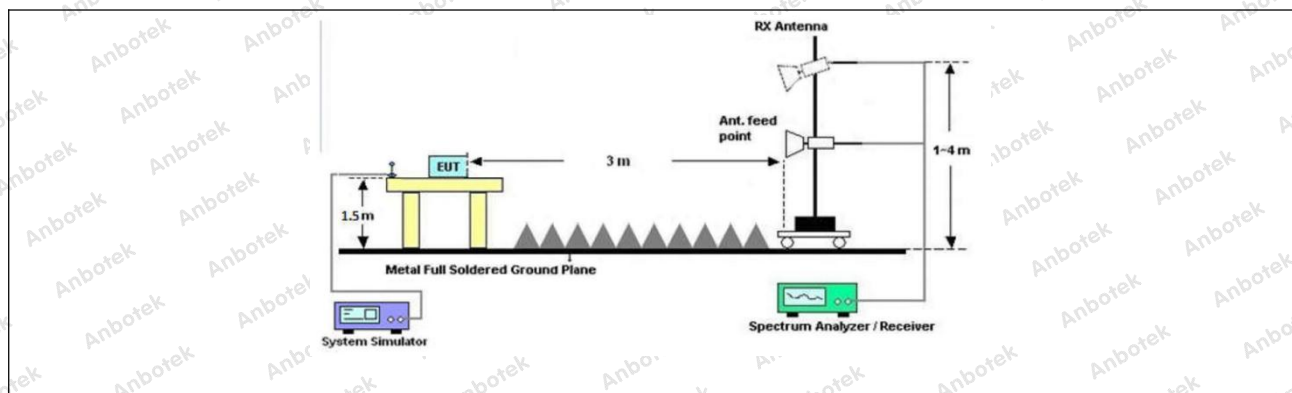 RX Antenna
Ant. feed
point
EUT
3 m
1~4 m
1.5 m
Metal Full Soldered Ground Plane
System Simulator
Spectrum Analyzer / Receiver
Anbotek